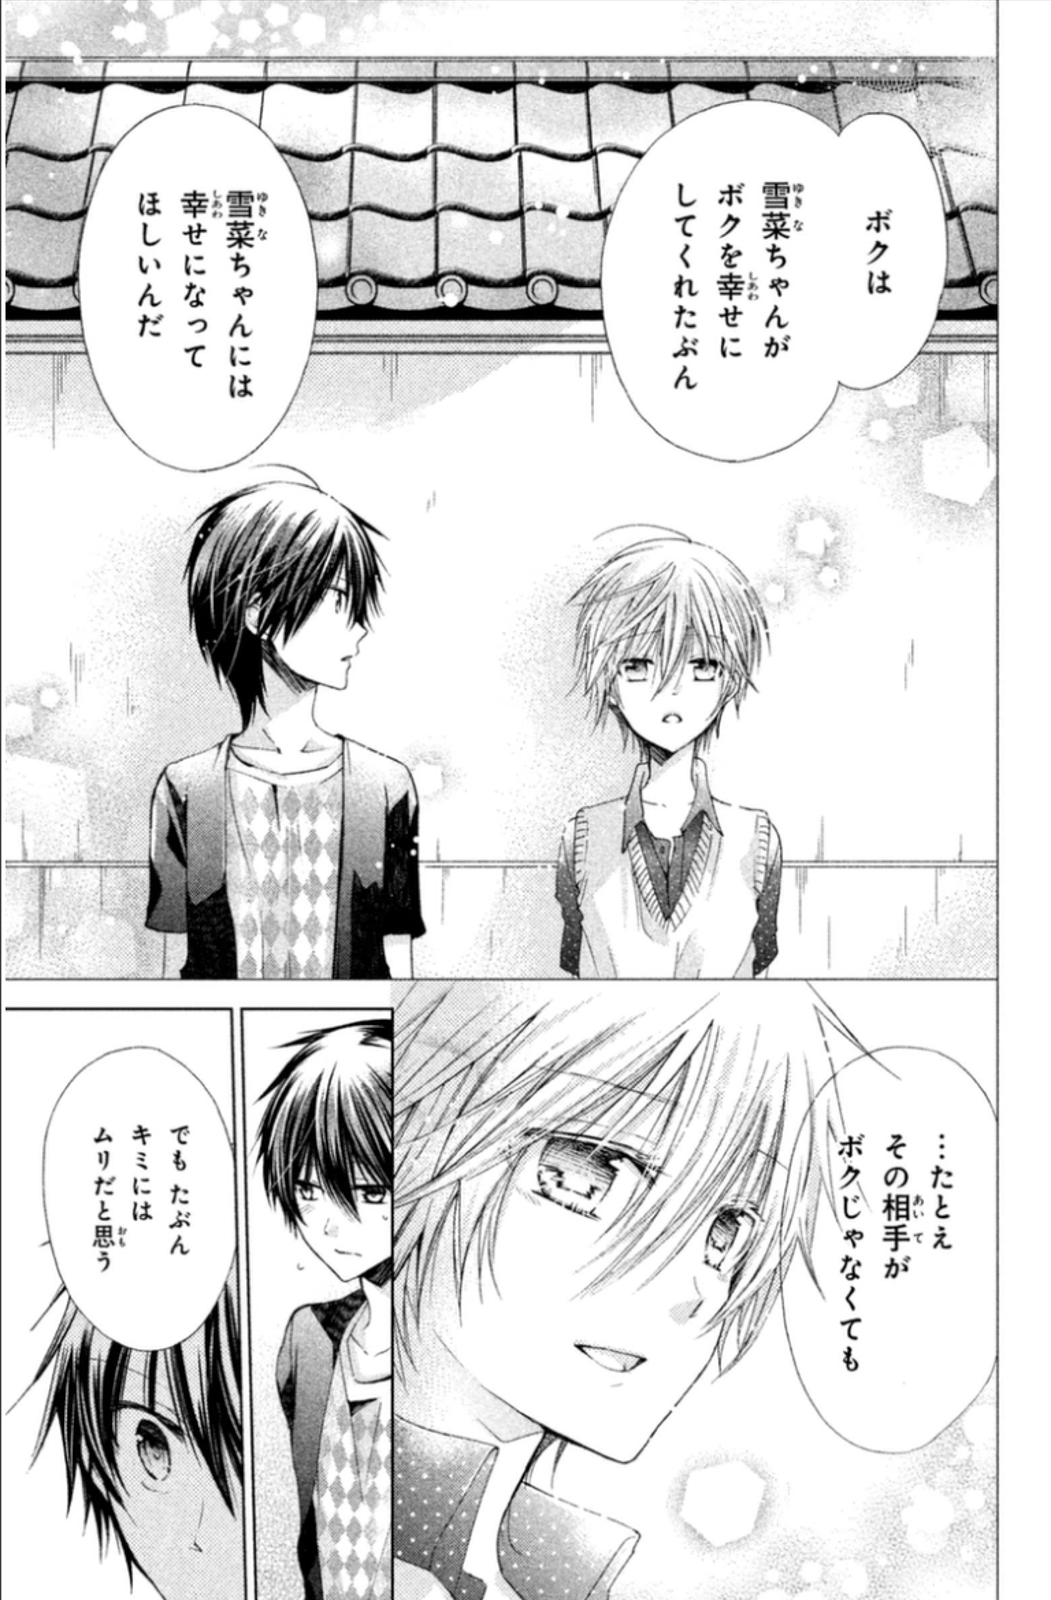 ボクは
雪菜ちゃんが
ボクを幸せに
してくれたぶん
雪菜ちゃんには
幸せになって
ほしいんだ
…たとえ
その相手が
ボクじゃなくても
でも たぶん
キミには
ムリだと思う